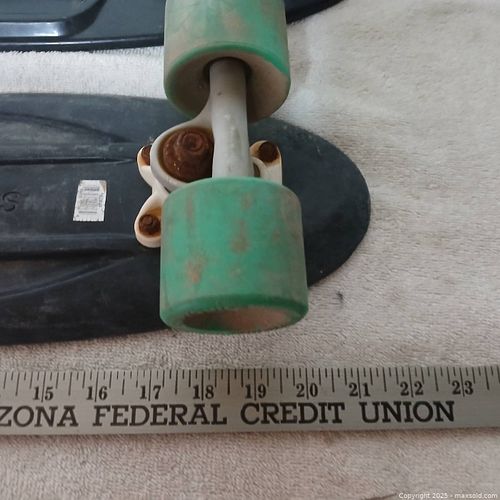 S
15 16 17 18 19 20 21 22 23
ZONA FEDERAL CREDIT UNION
Copyright 2025 - maxsold.com